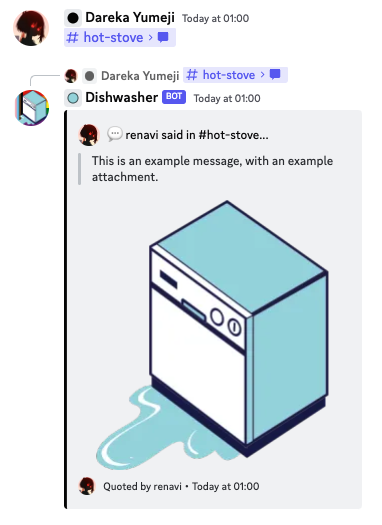 Dareka Yumeji Today at 01:00
# hot-stove ›
Dareka Yumeji # hot-stove ›
Dishwasher BOT Today at 01:00
renavi said in #hot-stove...
This is an example message, with an example
attachment.
Quoted by renavi • Today at 01:00